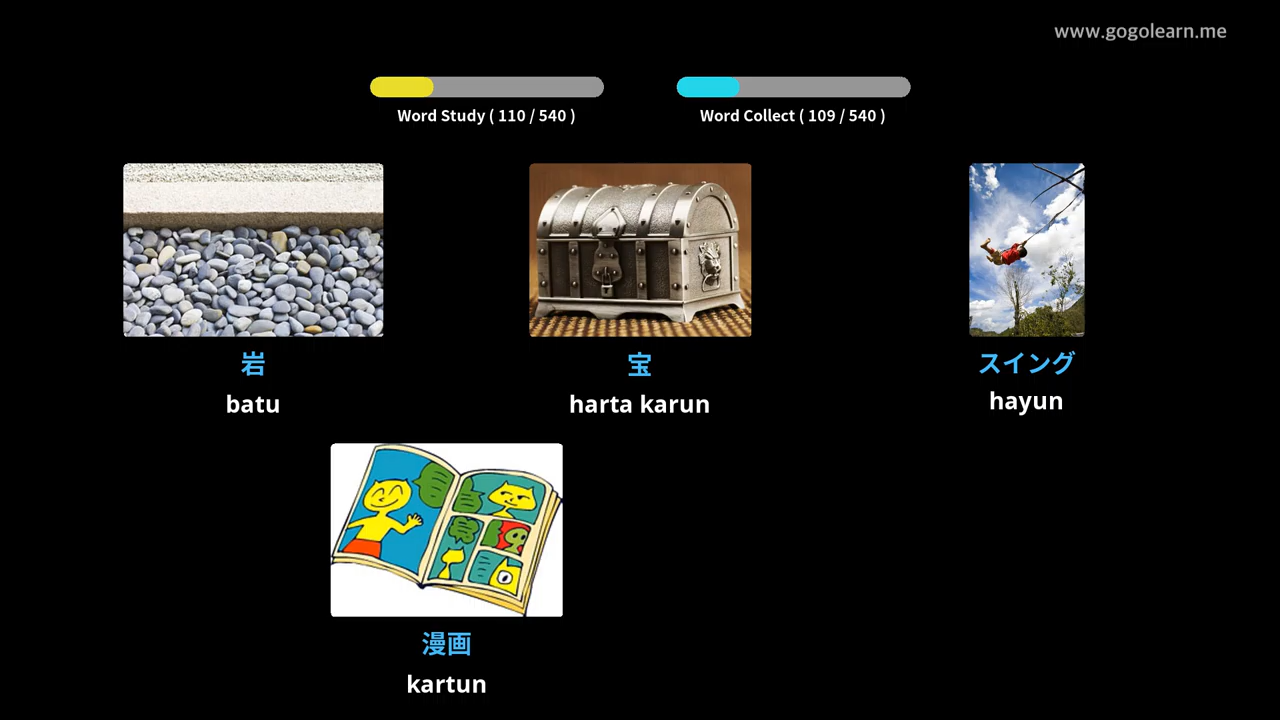 www.gogolearn.me
Word Study ( 110 / 540 )
Word Collect ( 109 / 540 )
岩
batu
宝
harta karun
スイング
hayun
漫画
kartun